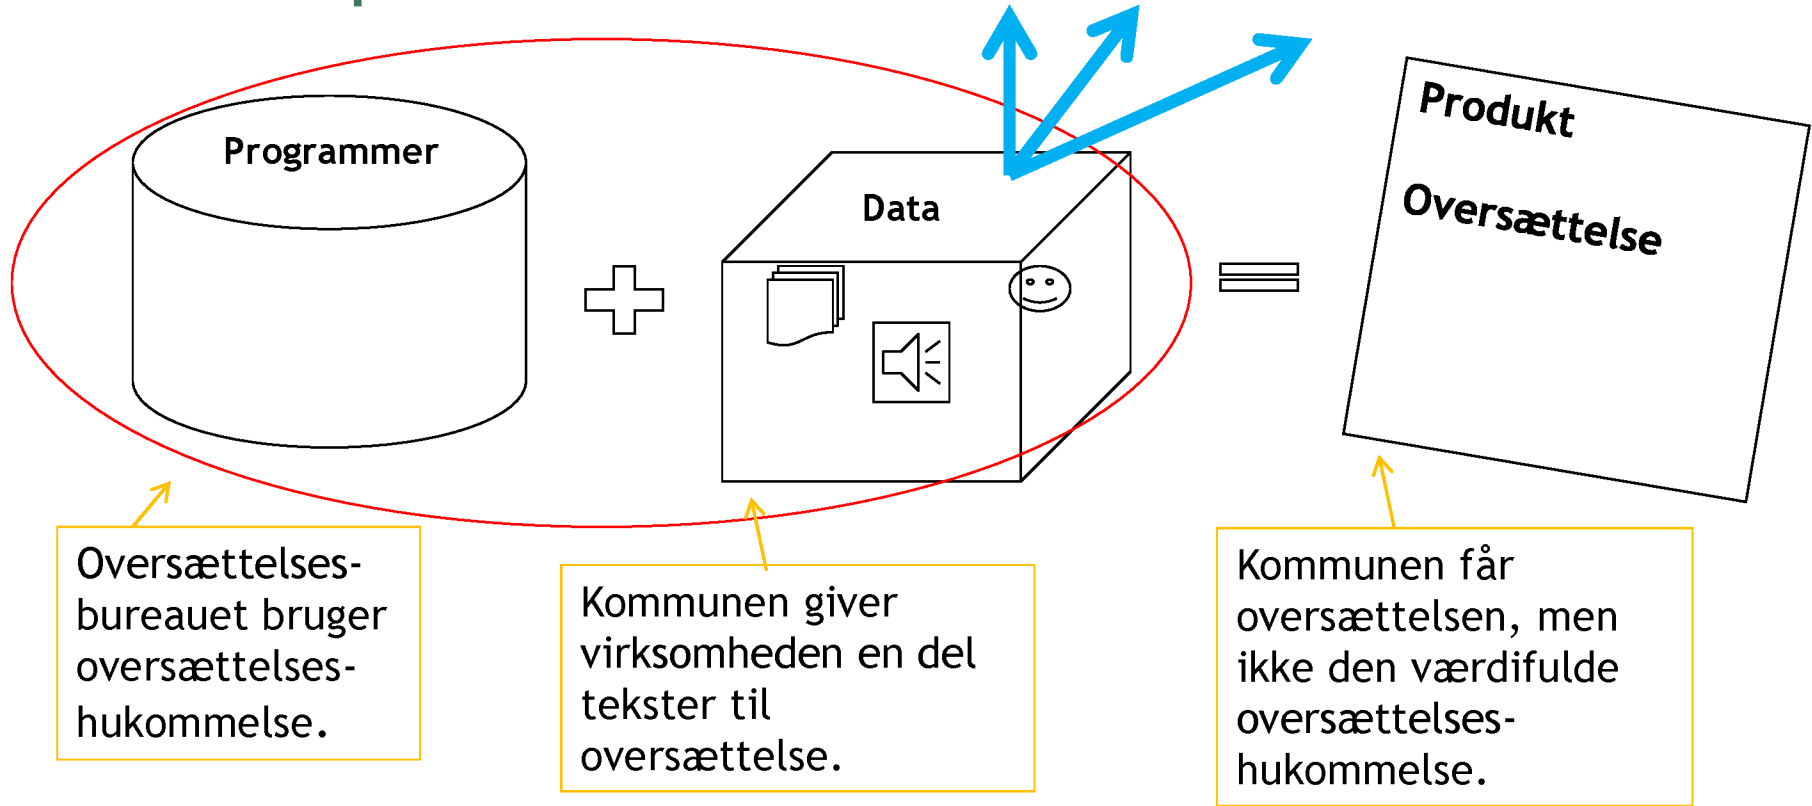 Programmer
Data
Produkt
Oversættelse
Oversættelses-
bureauet bruger
oversættelses-
hukommelse.
Kommunen giver
virksomheden en del
tekster til
oversættelse.
Kommunen får
oversættelsen, men
ikke den værdifulde
oversættelses-
hukommelse.